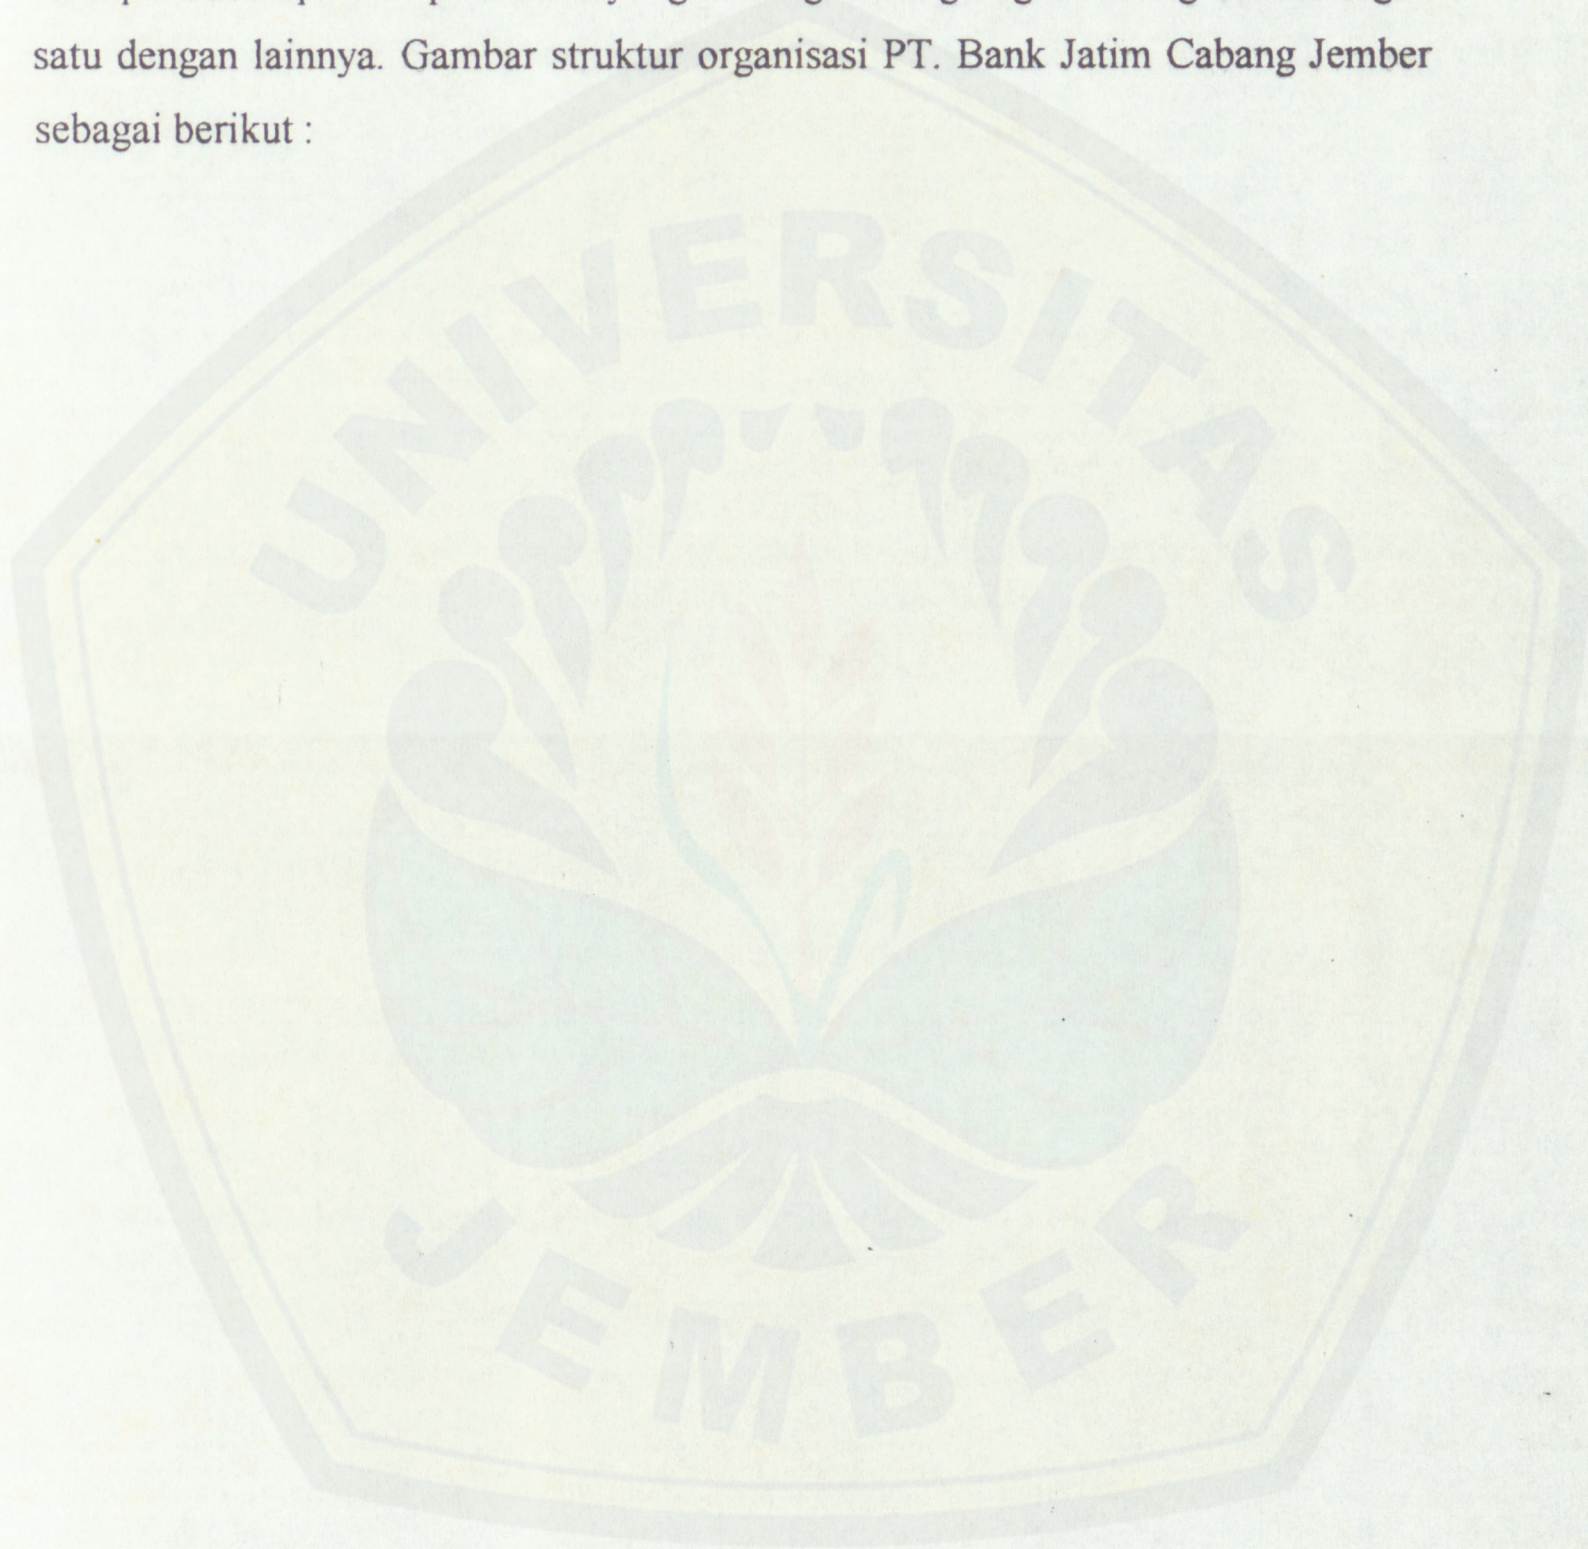 satu dengan lainnya. Gambar struktur organisasi PT. Bank Jatim Cabang Jember
sebagai berikut :
UNIVERSITAS
JEMBER